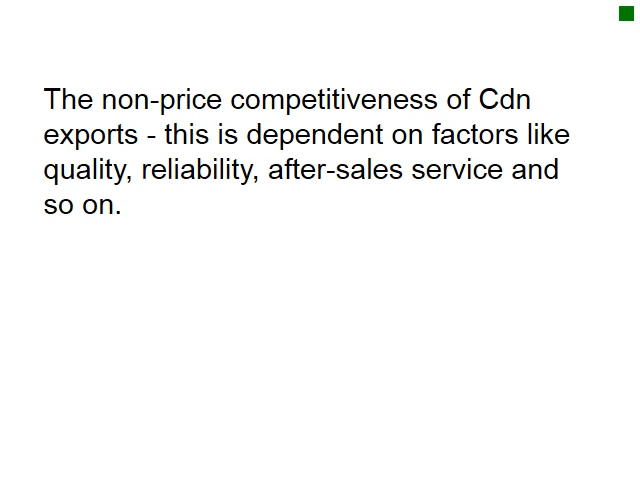 The non-price competitiveness of Cdn
exports - this is dependent on factors like
quality, reliability, after-sales service and
so on.